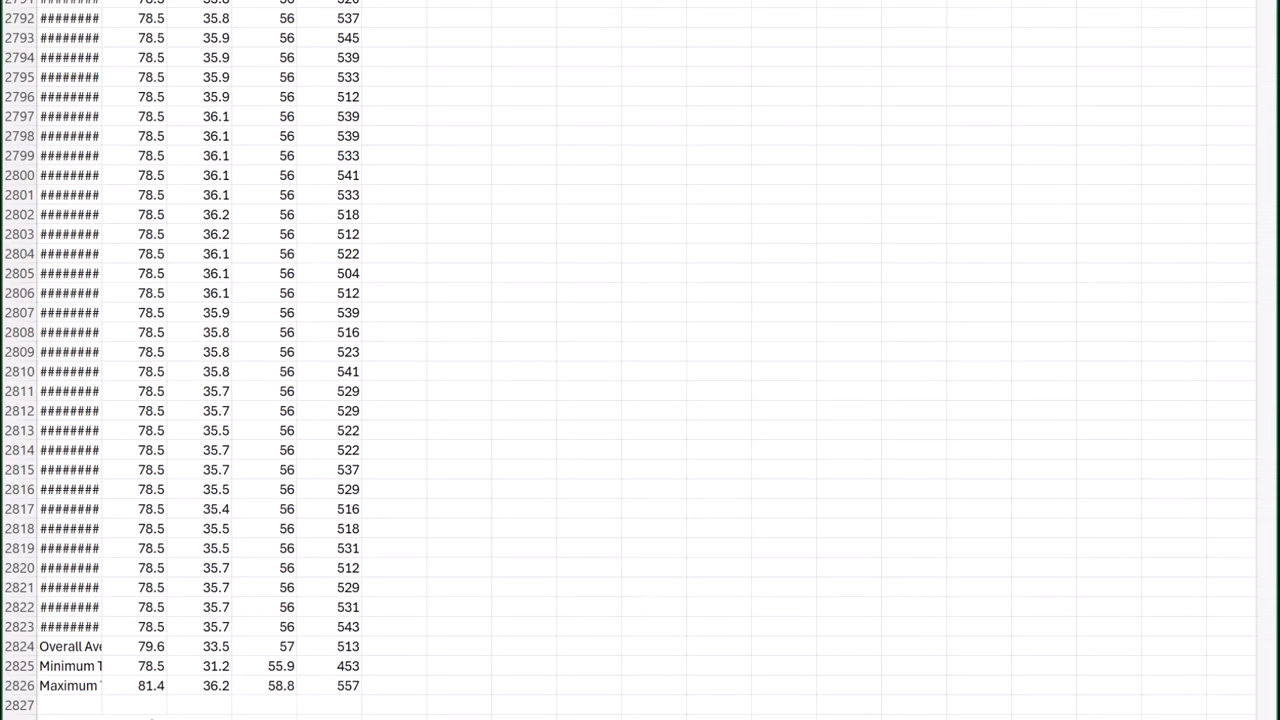 2792 ######## 78.5 35.8 56 537
2793 ######## 78.5 35.9 56 545
2794 ######## 78.5 35.9 56 539
2795 ######## 78.5 35.9 56 533
2796 ######## 78.5 35.9 56 512
2797 ######## 78.5 36.1 56 539
2798 ######## 78.5 36.1 56 539
2799 ######## 78.5 36.1 56 533
2800 ######## 78.5 36.1 56 541
2801 ######## 78.5 36.1 56 533
2802 ######## 78.5 36.2 56 518
2803 ######## 78.5 36.2 56 512
2804 ######## 78.5 36.1 56 522
2805 ######## 78.5 36.1 56 504
2806 ######## 78.5 36.1 56 512
2807 ######## 78.5 35.9 56 539
2808 ######## 78.5 35.8 56 516
2809 ######## 78.5 35.8 56 523
2810 ######## 78.5 35.8 56 541
2811 ######## 78.5 35.7 56 529
2812 ######## 78.5 35.7 56 529
2813 ######## 78.5 35.5 56 522
2814 ######## 78.5 35.7 56 522
2815 ######## 78.5 35.7 56 537
2816 ######## 78.5 35.5 56 529
2817 ######## 78.5 35.4 56 516
2818 ######## 78.5 35.5 56 518
2819 ######## 78.5 35.5 56 531
2820 ######## 78.5 35.7 56 512
2821 ######## 78.5 35.7 56 529
2822 ######## 78.5 35.7 56 531
2823 ######## 78.5 35.7 56 543
2824 Overall Ave 79.6 33.5 57 513
2825 Minimum T 78.5 31.2 55.9 453
2826 Maximum 81.4 36.2 58.8 557
2827